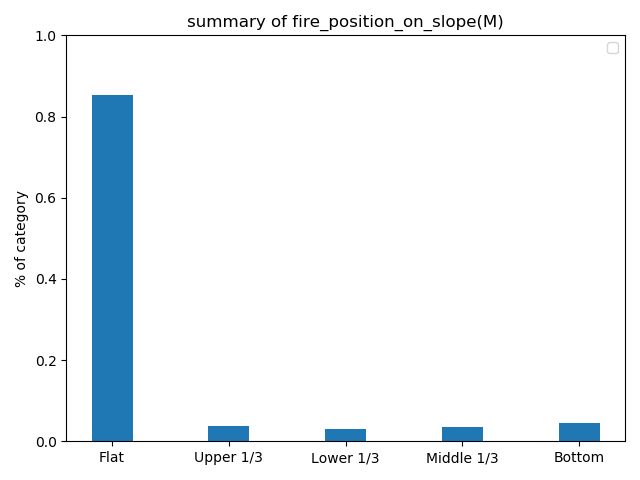 summary of fire_position_on_slope(M)
1.0
0.8
0.6
0.4
0.2
0.0
% of category
Flat Upper 1/3 Lower 1/3 Middle 1/3 Bottom